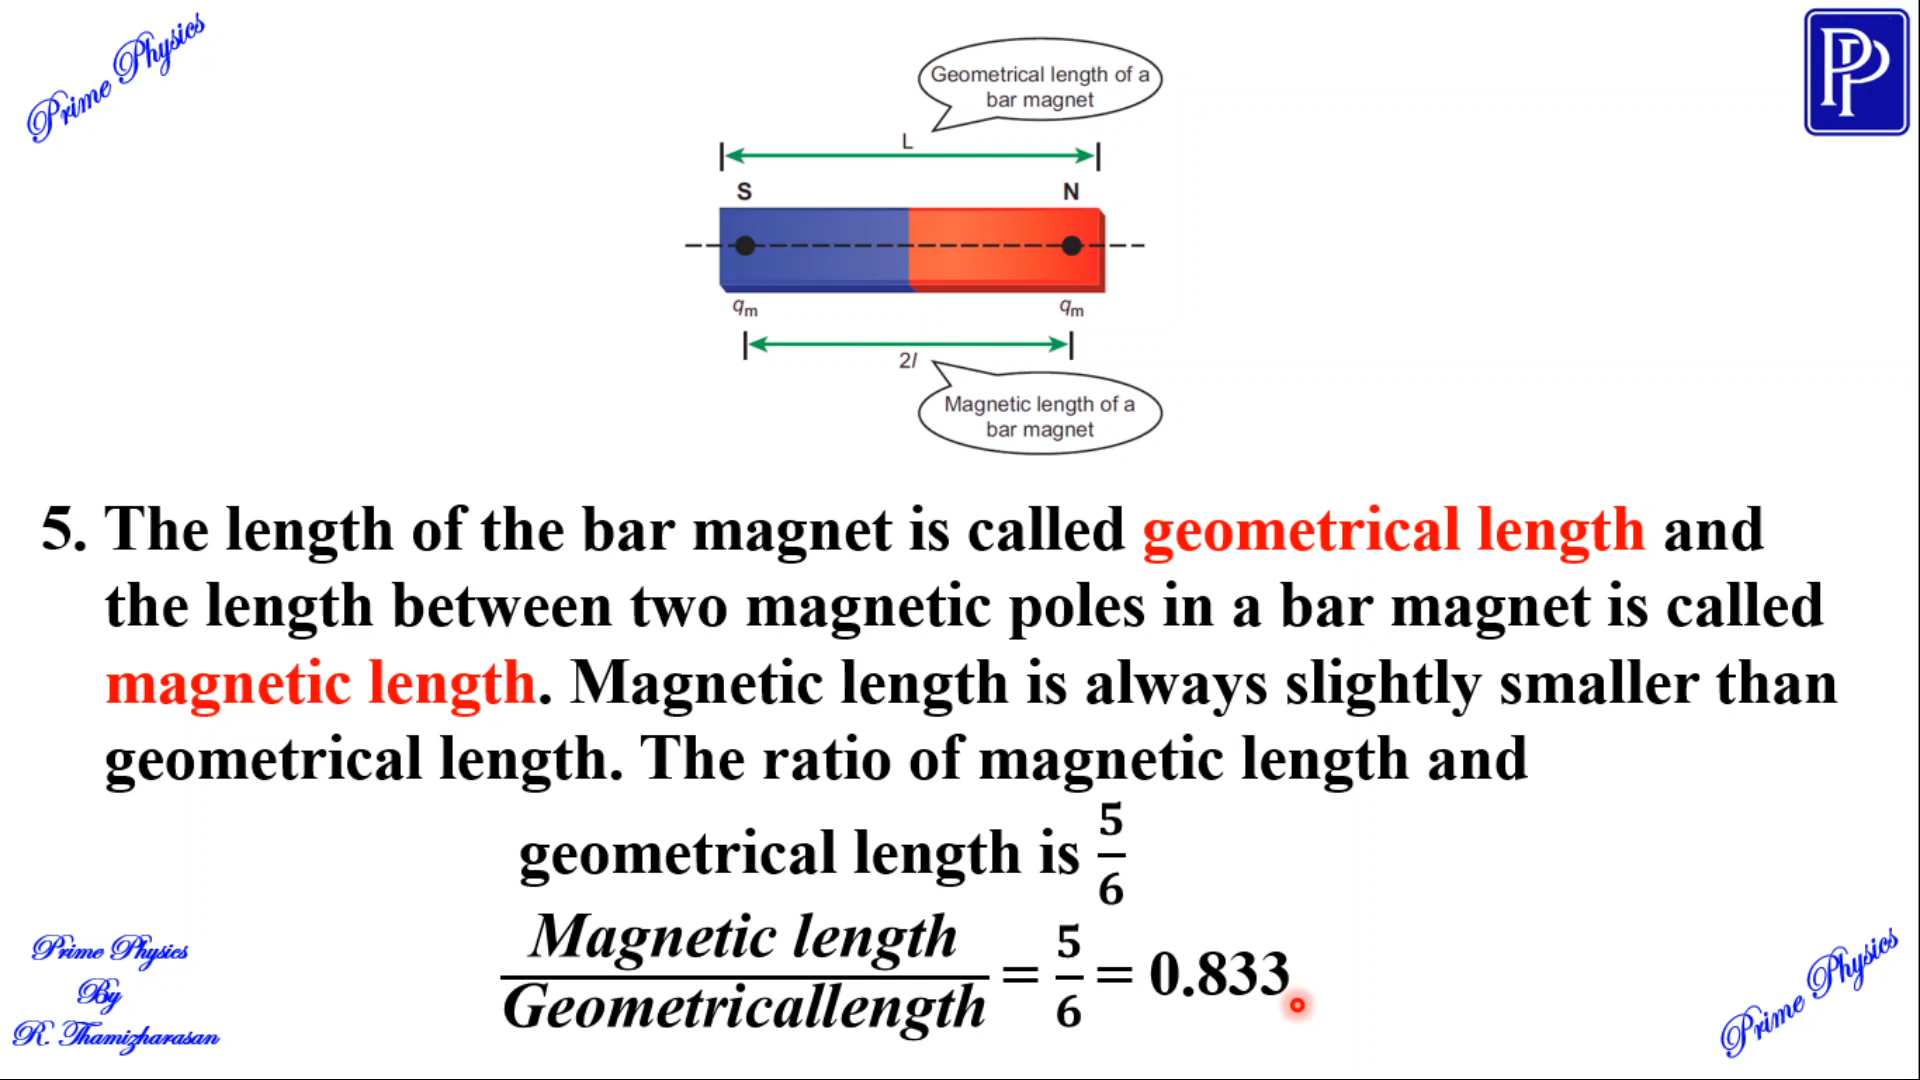 Prime Physics
PP
Geometrical length of a
bar magnet
L
S N
qm qm
2l
Magnetic length of a
bar magnet
5. The length of the bar magnet is called geometrical length and
the length between two magnetic poles in a bar magnet is called
magnetic length. Magnetic length is always slightly smaller than
geometrical length. The ratio of magnetic length and
geometrical length is 5/6
Magnetic length / Geometricallength = 5/6 = 0.833
Prime Physics
By
R. Thamizharasan
Prime Physics